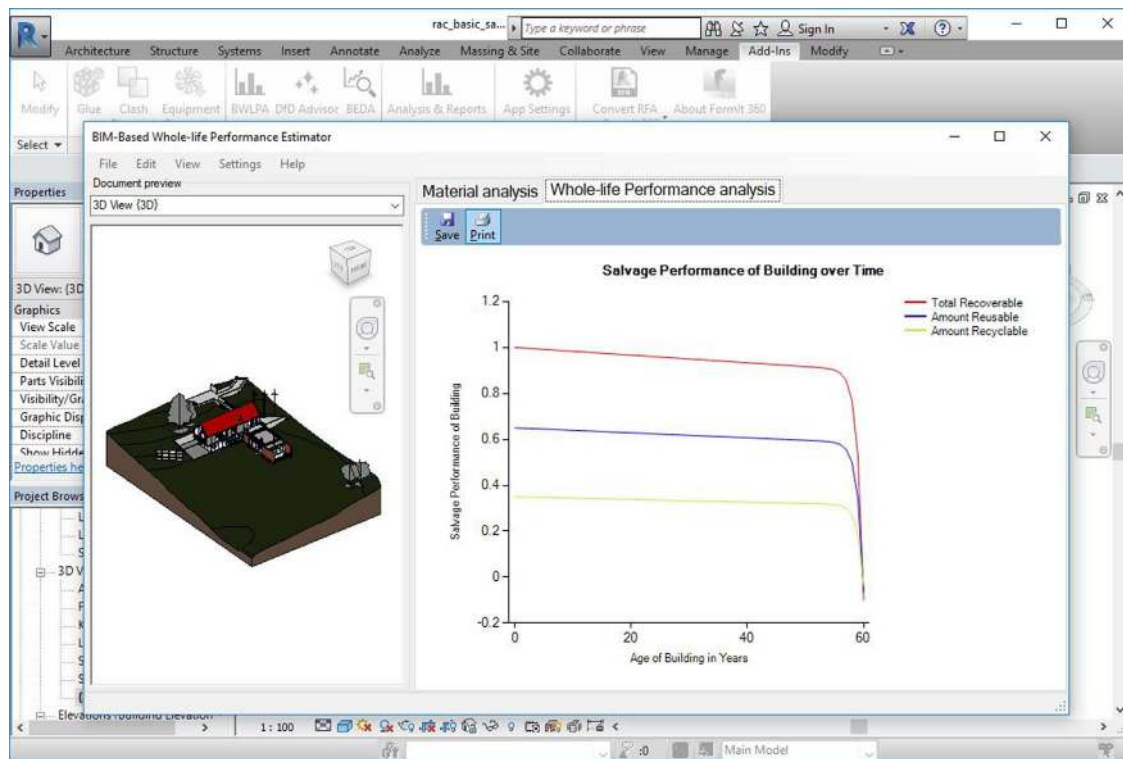 rac_basic_sa...
Type a keyword or phrase
Sign In
Architecture Structure Systems Insert Annotate Analyze Massing & Site Collaborate View Manage Add-Ins Modify
Modify Glue Clash Equipment BWLPA DfD Advisor BEDA Analysis & Reports App Settings Convert RFA About FormIt 360
Select
BIM-Based Whole-life Performance Estimator
File Edit View Settings Help
Properties
Document preview
3D View {3D}
Material analysis Whole-life Performance analysis
Save Print
3D View: {3D
Graphics
View Scale
Scale Value
Detail Level
Parts Visibili
Visibility/Gra
Graphic Disp
Discipline
Show Hidde
Properties he
Project Brows
3D V
Salvage Performance of Building over Time
Total Recoverable
Amount Reusable
Amount Recyclable
Salvage Performance of Building
1.2
1
0.8
0.6
0.4
0.2
0
-0.2
0 20 40 60
Age of Building in Years
Elevations (Building Elevation
1 : 100
:0
Main Model